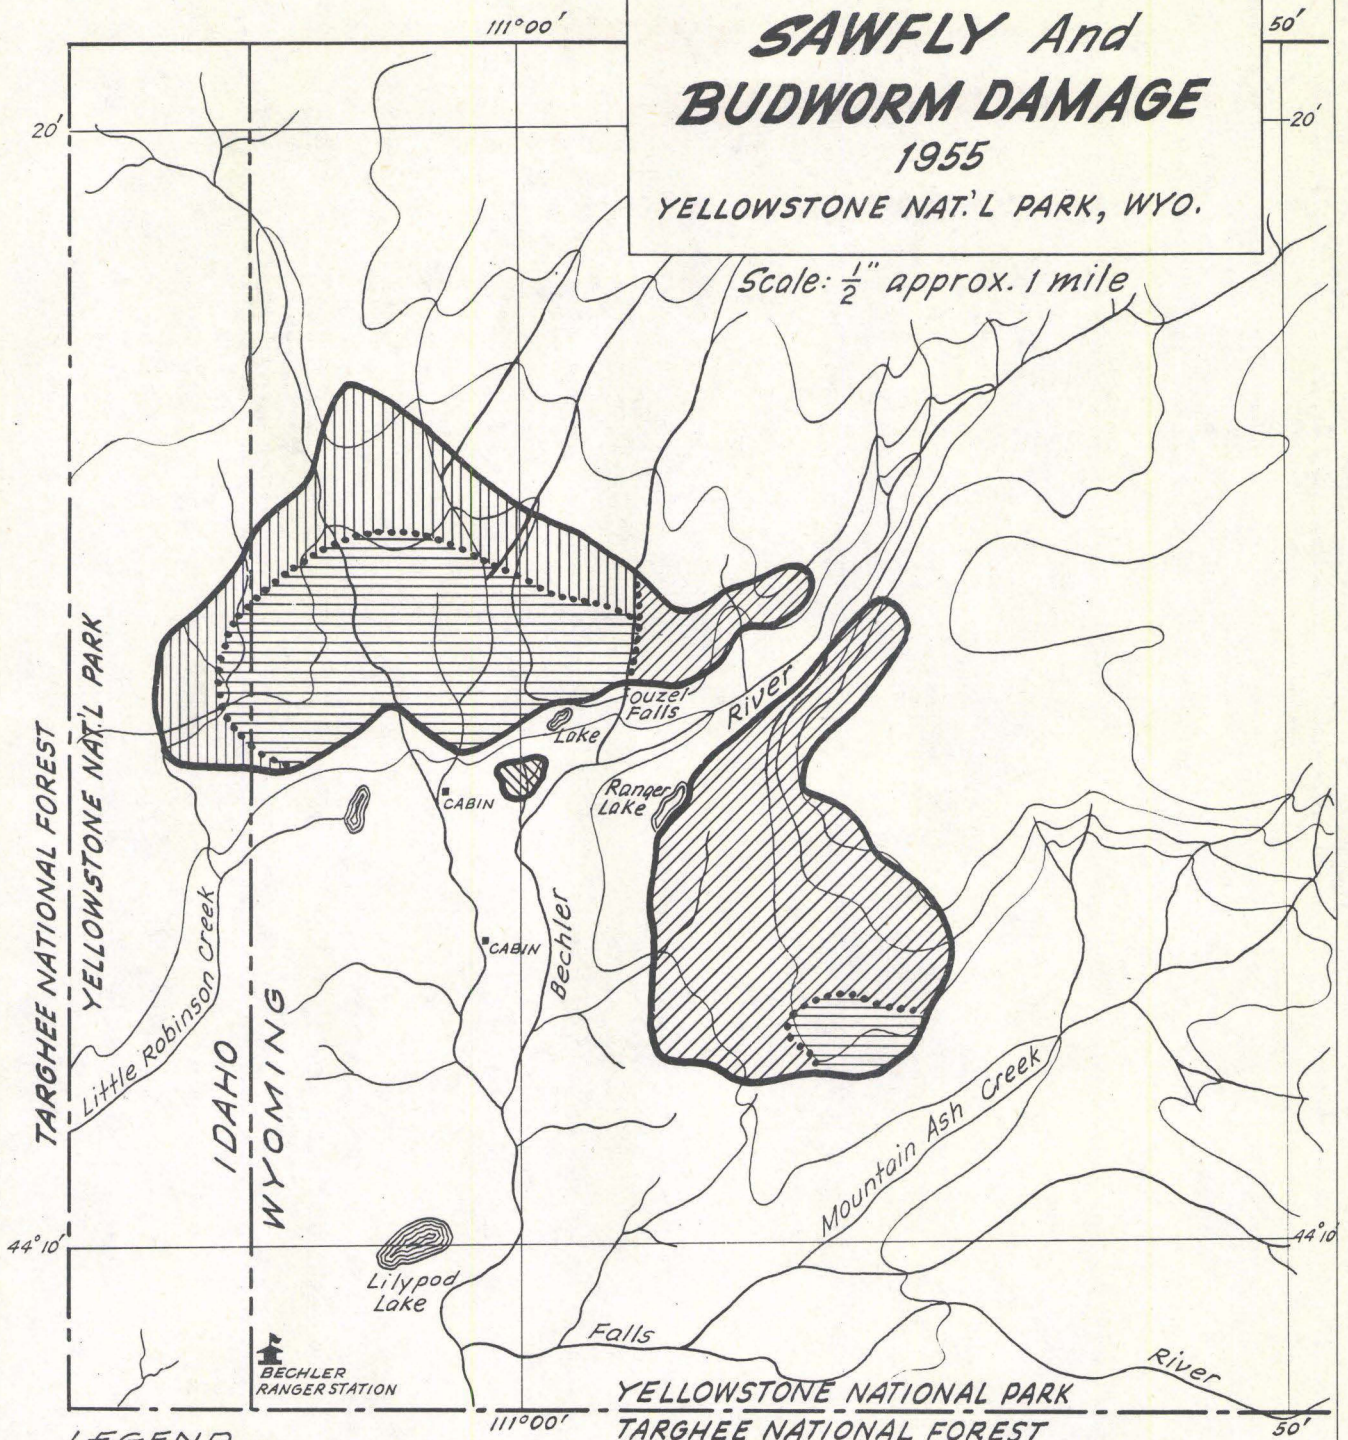 111°00'
50'
SAWFLY And
BUDWORM DAMAGE
1955
YELLOWSTONE NAT.'L PARK, WYO.
20'
20'
Scale: 1/2" approx. 1 mile
TARGHEE NATIONAL FOREST
YELLOWSTONE NAT.'L PARK
Ouzel
Falls
River
Lake
Ranger
Lake
CABIN
CABIN
Bechler
Little Robinson Creek
IDAHO
WYOMING
Mountain Ash Creek
44°10'
44°10'
Lilypod
Lake
Falls
River
BECHLER
RANGER STATION
YELLOWSTONE NATIONAL PARK
111°00'
TARGHEE NATIONAL FOREST
50'
LEGEND